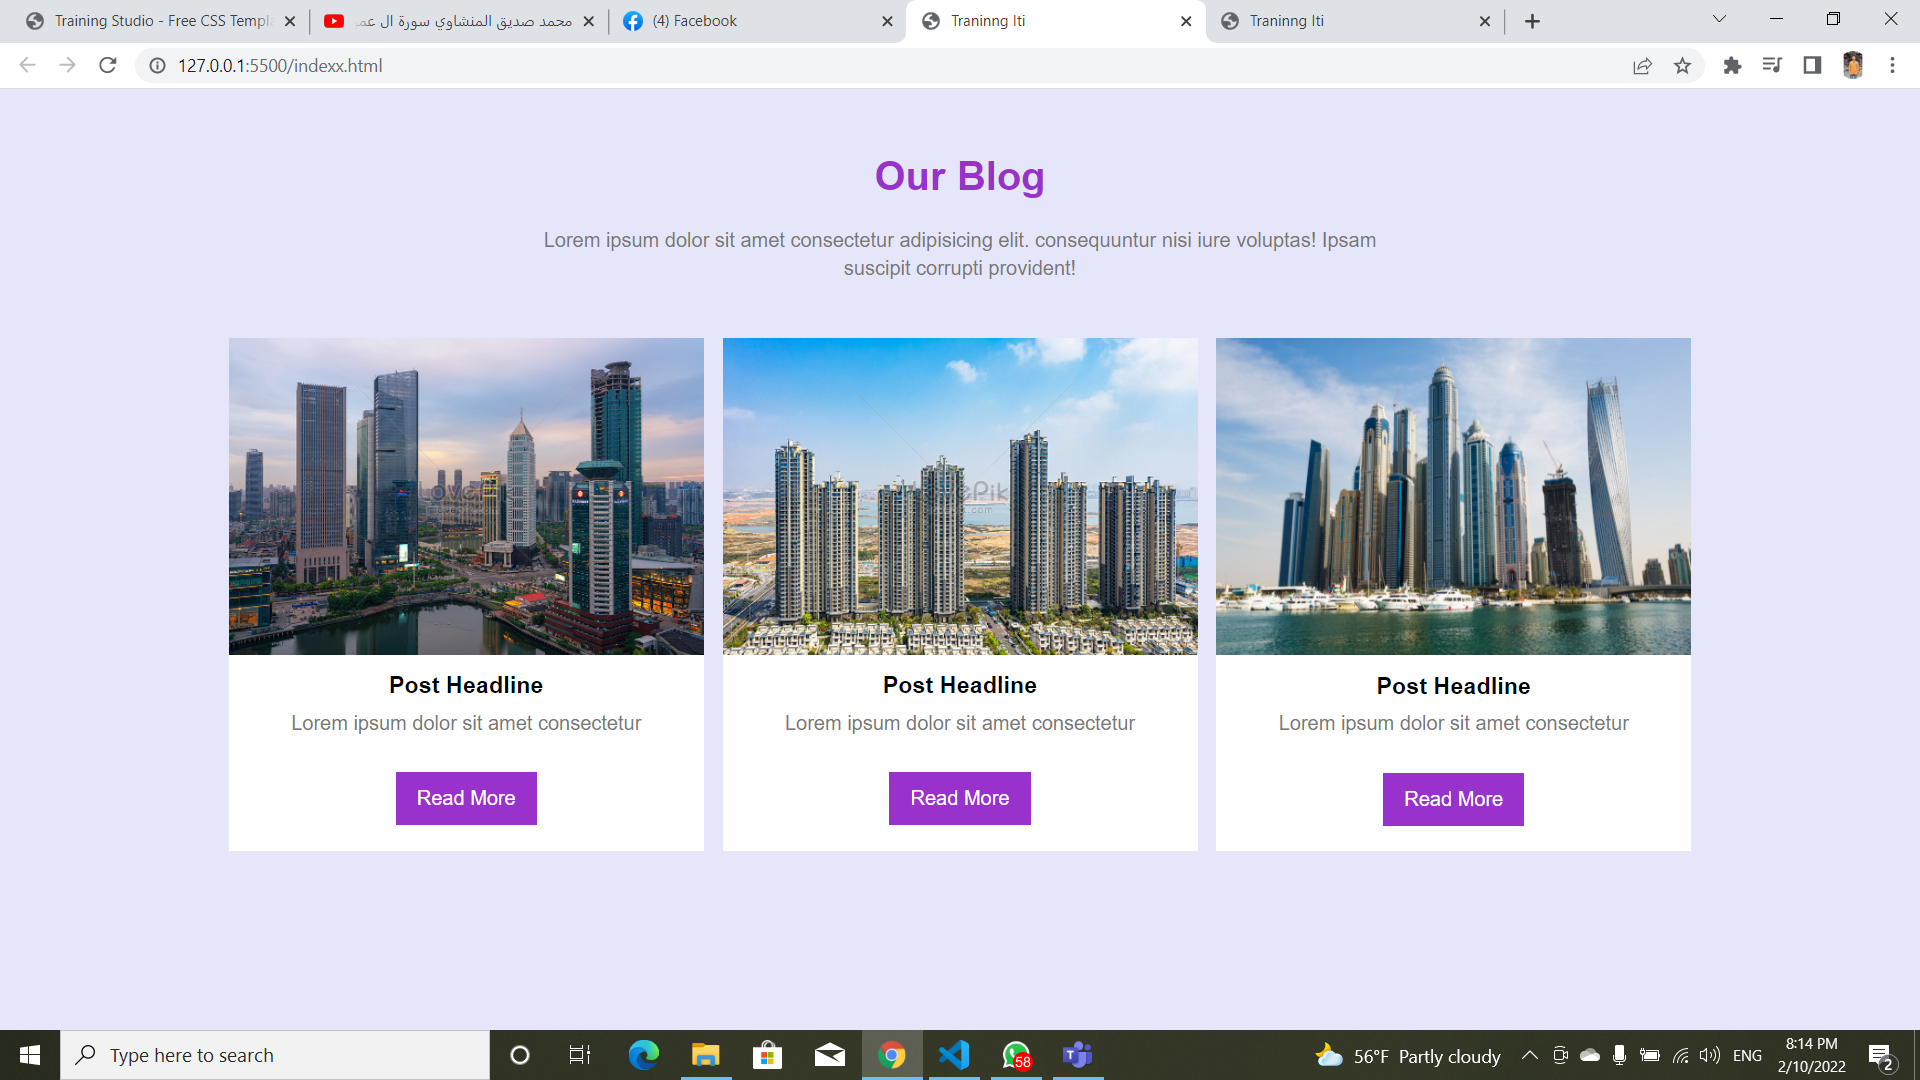 Training Studio - Free CSS Templa
محمد صديق المنشاوي سورة ال عمر
(4) Facebook
Traninng Iti
Traninng Iti
127.0.0.1:5500/indexx.html
Our Blog
Lorem ipsum dolor sit amet consectetur adipisicing elit. consequuntur nisi iure voluptas! Ipsam
suscipit corrupti provident!
Post Headline
Lorem ipsum dolor sit amet consectetur
Read More
Post Headline
Lorem ipsum dolor sit amet consectetur
Read More
Post Headline
Lorem ipsum dolor sit amet consectetur
Read More
Type here to search
58
56°F Partly cloudy
ENG
8:14 PM
2/10/2022
2